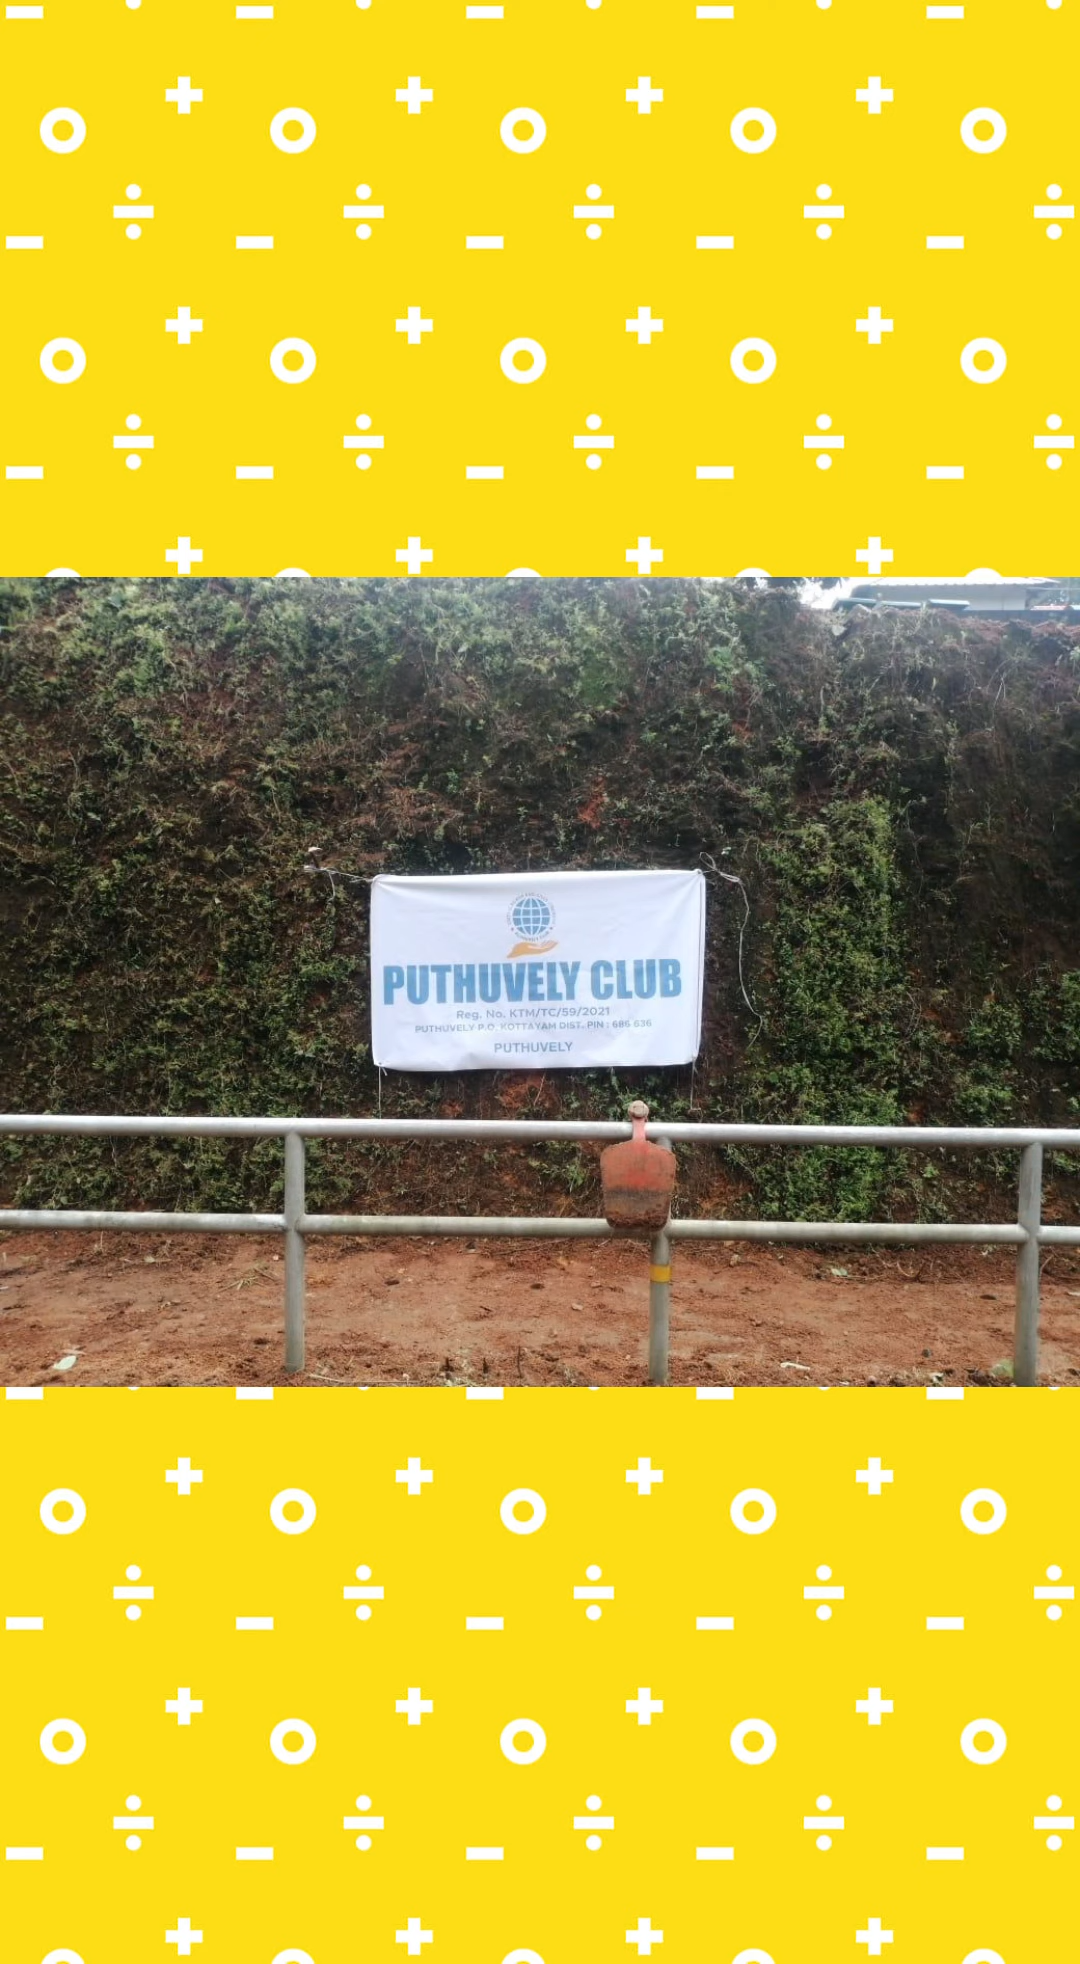 PUTHUVELY CLUB
Reg. No. KTM/TC/59/2021
PUTHUVELY P.O. KOTTAYAM DIST. PIN : 686 636
PUTHUVELY